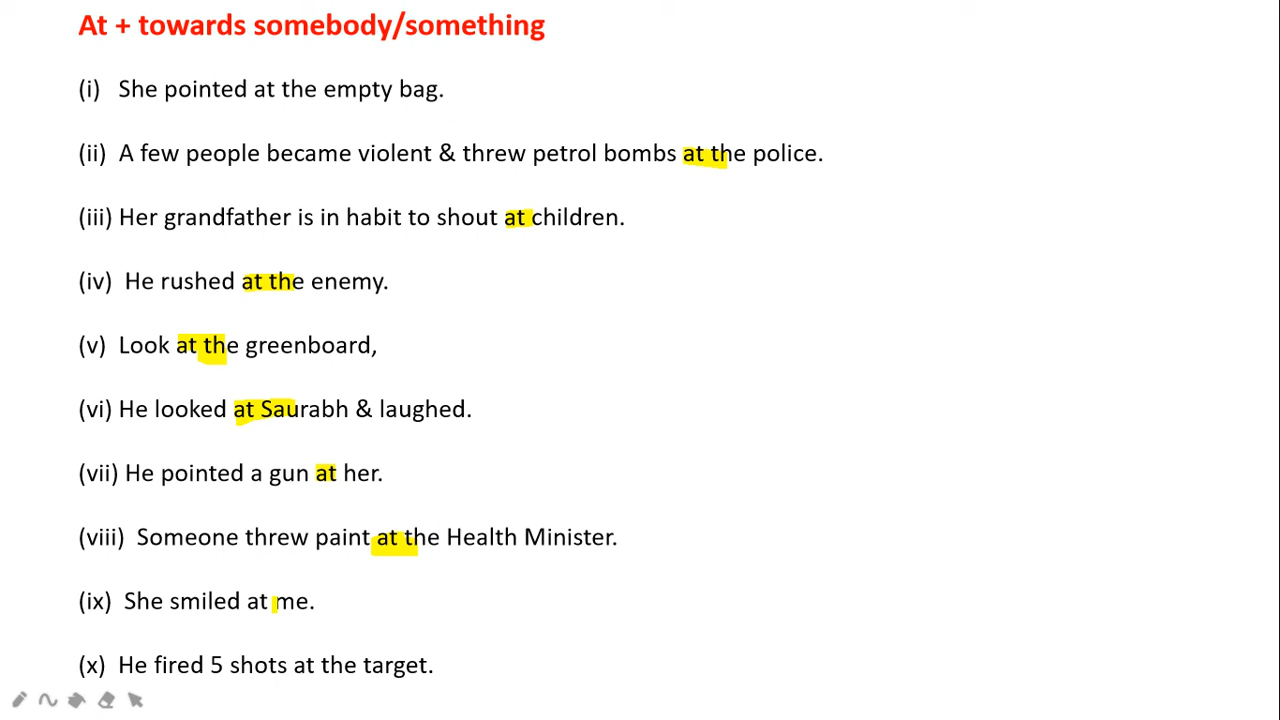 At + towards somebody/something
(i) She pointed at the empty bag.
(ii) A few people became violent & threw petrol bombs at the police.
(iii) Her grandfather is in habit to shout at children.
(iv) He rushed at the enemy.
(v) Look at the greenboard,
(vi) He looked at Saurabh & laughed.
(vii) He pointed a gun at her.
(viii) Someone threw paint at the Health Minister.
(ix) She smiled at me.
(x) He fired 5 shots at the target.